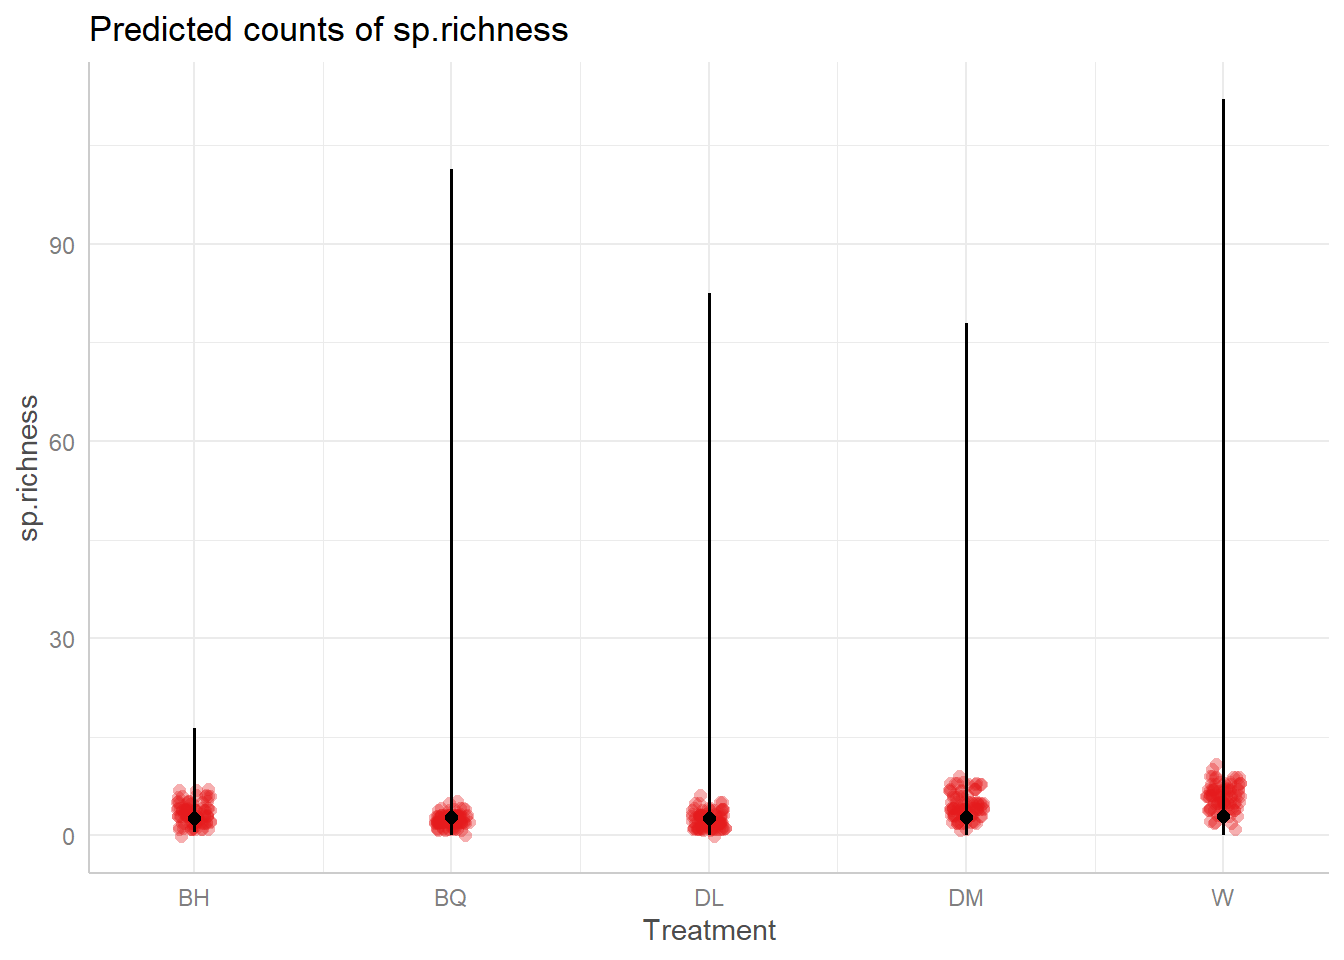 Predicted counts of sp.richness
90
60
30
0
sp.richness
BH BQ DL DM W
Treatment